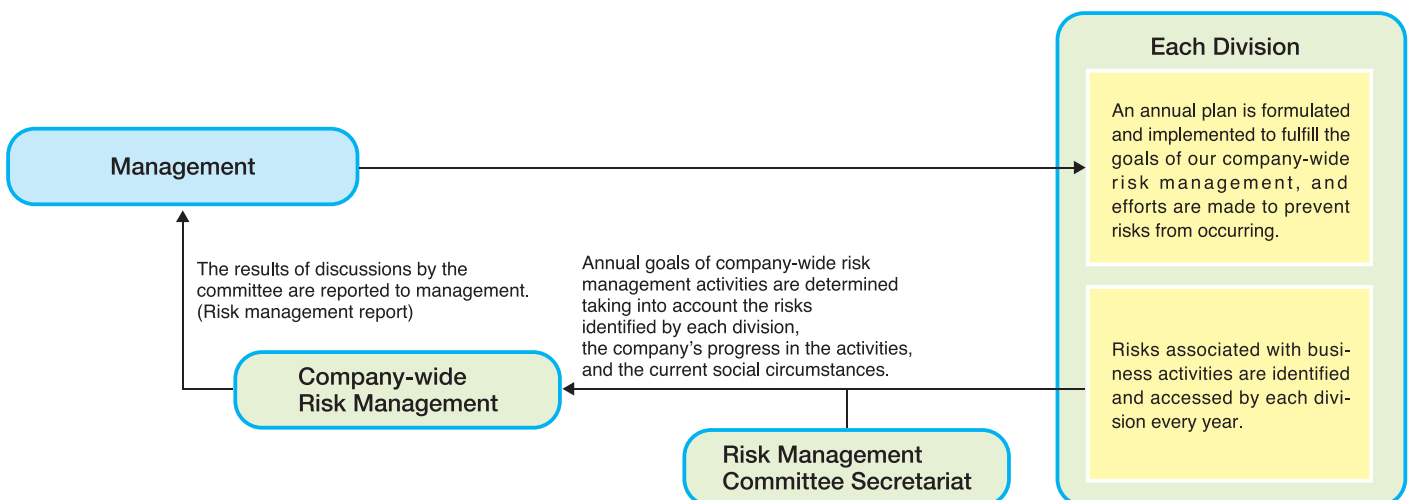 Each Division
An annual plan is formulated
and implemented to fulfill the
goals of our company-wide
risk management, and
efforts are made to prevent
risks from occurring.
Management
The results of discussions by the
committee are reported to management.
(Risk management report)
Annual goals of company-wide risk
management activities are determined
taking into account the risks
identified by each division,
the company’s progress in the activities,
and the current social circumstances.
Risks associated with busi-
ness activities are identified
and accessed by each divi-
sion every year.
Company-wide
Risk Management
Risk Management
Committee Secretariat